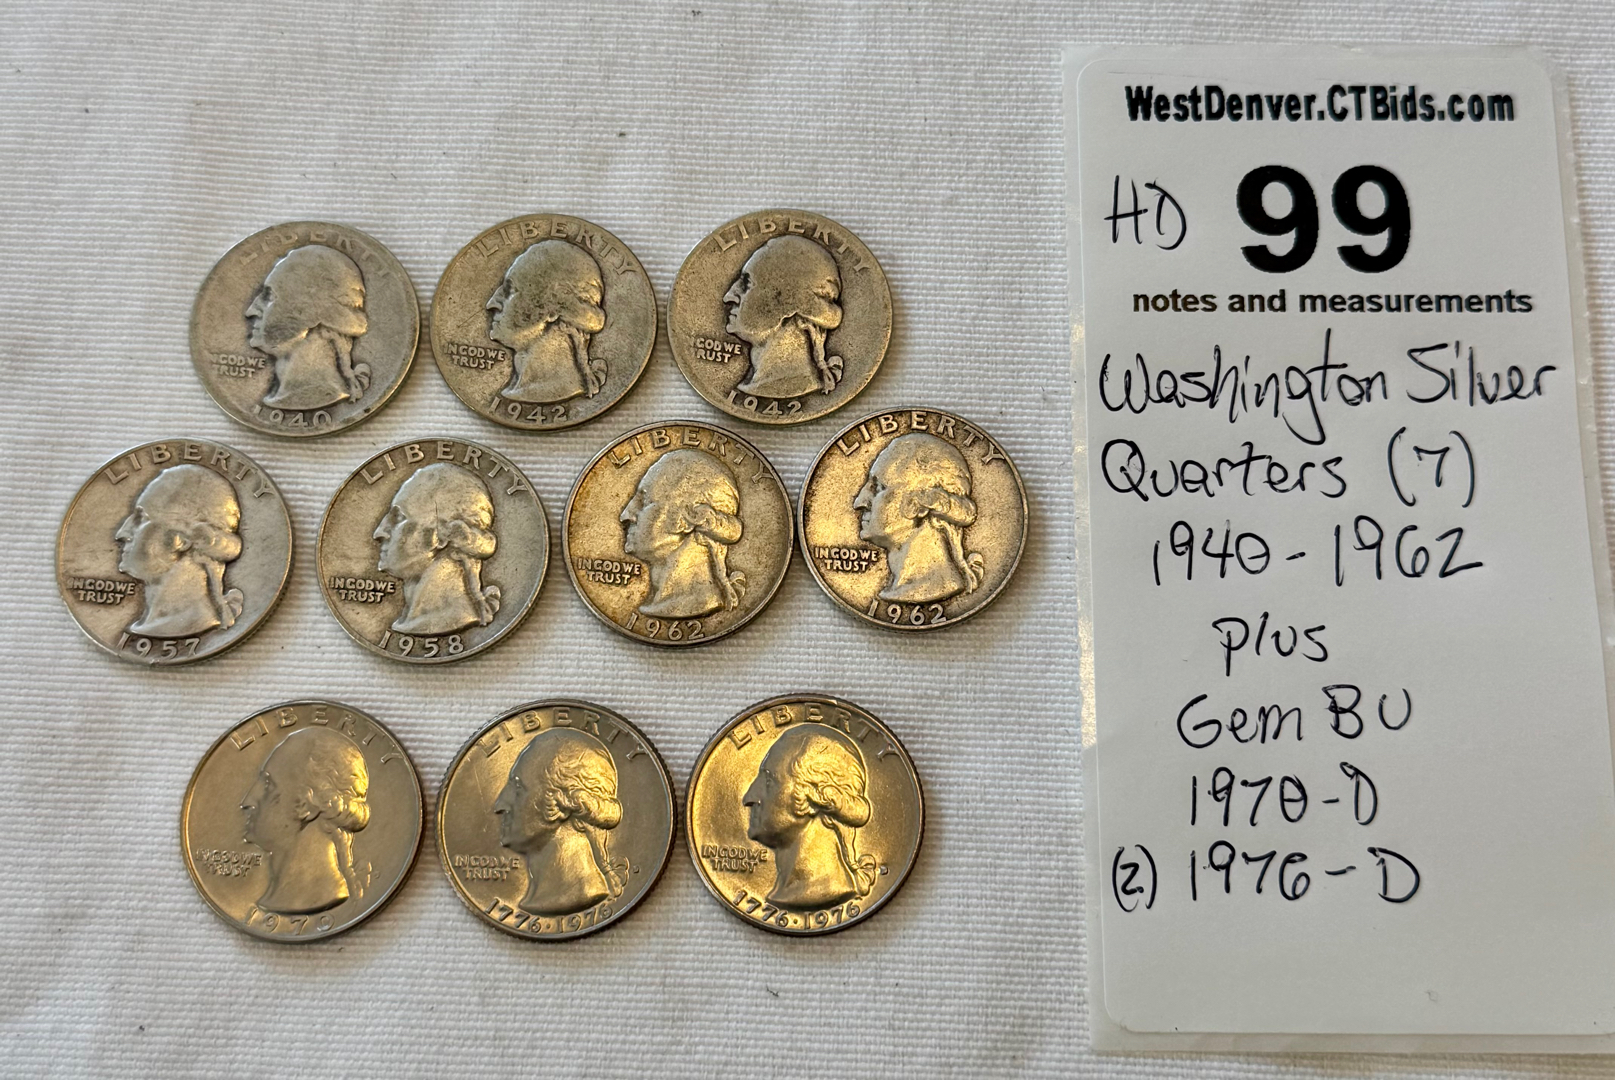 LIBERTY
IN GOD WE
TRUST
1940
LIBERTY
IN GOD WE
TRUST
1942
LIBERTY
GOD WE
RUST
1942
LIBERTY
IN GOD WE
TRUST
1957
LIBERTY
IN GOD WE
TRUST
1958
LIBERTY
IN GOD WE
TRUST
1962
LIBERTY
IN GOD WE
TRUST
1962
LIBERTY
IN GOD WE
TRUST
1970
LIBERTY
IN GOD WE
TRUST
1776·1976
D
LIBERTY
IN GOD WE
TRUST
1776·1976
D
WestDenver.CTBids.com
HD 99
notes and measurements
Washington Silver
Quarters (7)
1940-1962
plus
Gem BU
1970-D
(2) 1976-D